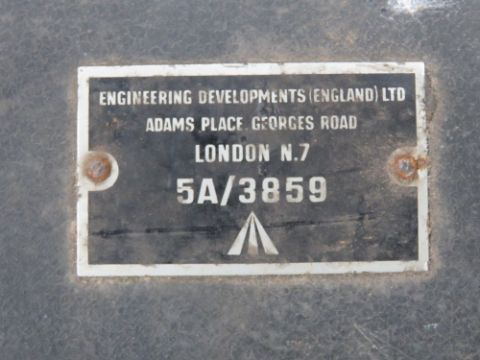 ENGINEERING DEVELOPMENTS (ENGLAND) LTD
ADAMS PLACE GEORGES ROAD
LONDON N.7
5A/3859